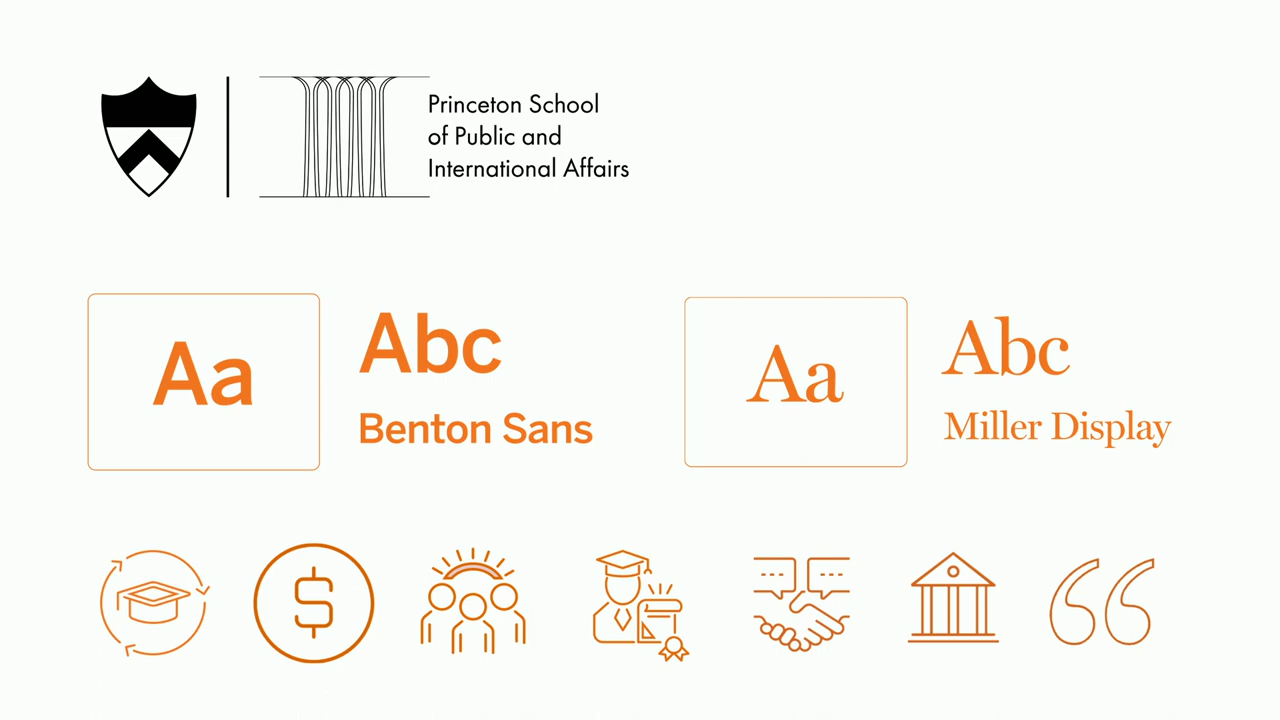 Princeton School
of Public and
International Affairs
Aa
Abc
Benton Sans
Aa
Abc
Miller Display
$
“